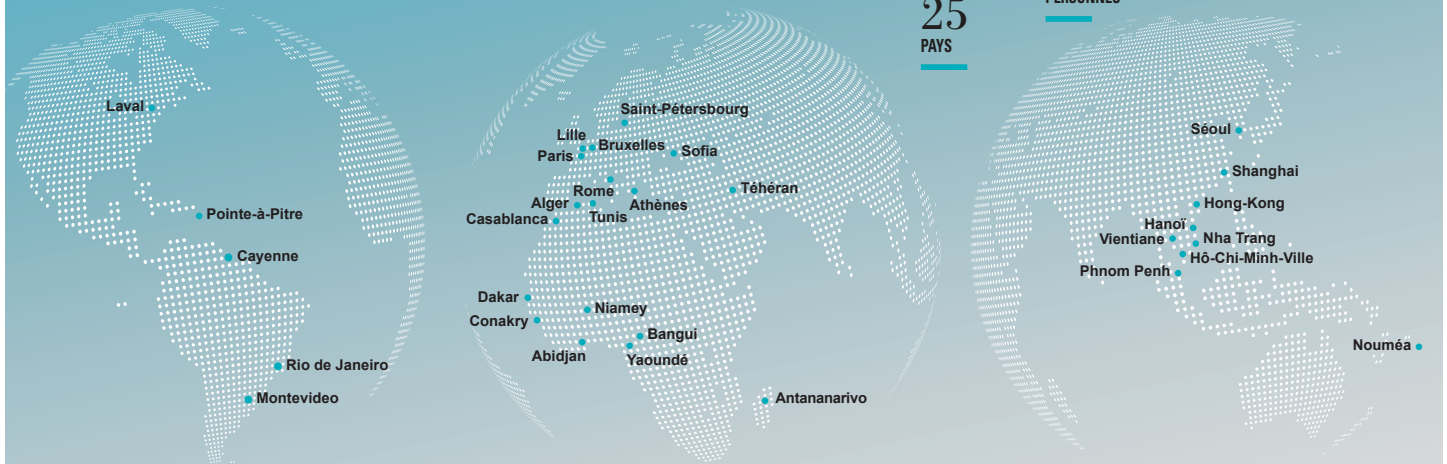 25
PERSONNES
PAYS
Laval
Pointe-à-Pitre
Cayenne
Rio de Janeiro
Montevideo
Saint-Pétersbourg
Lille
Bruxelles
Paris
Sofia
Rome
Téhéran
Alger
Tunis
Athènes
Casablanca
Dakar
Niamey
Conakry
Bangui
Abidjan
Yaoundé
Antananarivo
Séoul
Shanghai
Hong-Kong
Hanoï
Vientiane
Nha Trang
Hô-Chi-Minh-Ville
Phnom Penh
Nouméa